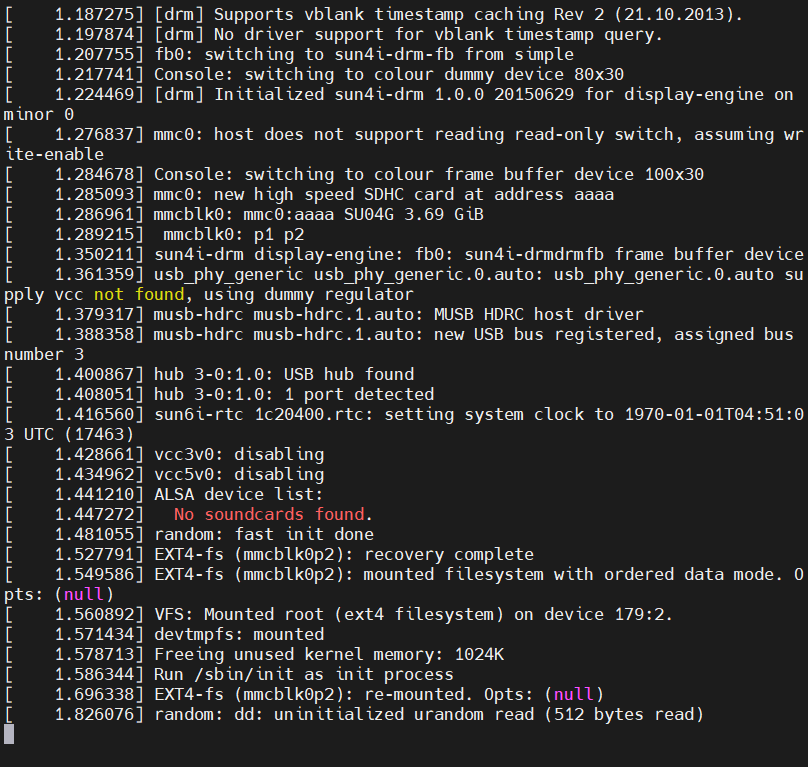 [    1.187275] [drm] Supports vblank timestamp caching Rev 2 (21.10.2013).
[    1.197874] [drm] No driver support for vblank timestamp query.
[    1.207755] fb0: switching to sun4i-drm-fb from simple
[    1.217741] Console: switching to colour dummy device 80x30
[    1.224469] [drm] Initialized sun4i-drm 1.0.0 20150629 for display-engine on
minor 0
[    1.276837] mmc0: host does not support reading read-only switch, assuming wr
ite-enable
[    1.284678] Console: switching to colour frame buffer device 100x30
[    1.285093] mmc0: new high speed SDHC card at address aaaa
[    1.286961] mmcblk0: mmc0:aaaa SU04G 3.69 GiB
[    1.289215]  mmcblk0: p1 p2
[    1.350211] sun4i-drm display-engine: fb0: sun4i-drmdrmfb frame buffer device
[    1.361359] usb_phy_generic usb_phy_generic.0.auto: usb_phy_generic.0.auto su
pply vcc not found, using dummy regulator
[    1.379317] musb-hdrc musb-hdrc.1.auto: MUSB HDRC host driver
[    1.388358] musb-hdrc musb-hdrc.1.auto: new USB bus registered, assigned bus
number 3
[    1.400867] hub 3-0:1.0: USB hub found
[    1.408051] hub 3-0:1.0: 1 port detected
[    1.416560] sun6i-rtc 1c20400.rtc: setting system clock to 1970-01-01T04:51:0
3 UTC (17463)
[    1.428661] vcc3v0: disabling
[    1.434962] vcc5v0: disabling
[    1.441210] ALSA device list:
[    1.447272]   No soundcards found.
[    1.481055] random: fast init done
[    1.527791] EXT4-fs (mmcblk0p2): recovery complete
[    1.549586] EXT4-fs (mmcblk0p2): mounted filesystem with ordered data mode. O
pts: (null)
[    1.560892] VFS: Mounted root (ext4 filesystem) on device 179:2.
[    1.571434] devtmpfs: mounted
[    1.578713] Freeing unused kernel memory: 1024K
[    1.586344] Run /sbin/init as init process
[    1.696338] EXT4-fs (mmcblk0p2): re-mounted. Opts: (null)
[    1.826076] random: dd: uninitialized urandom read (512 bytes read)